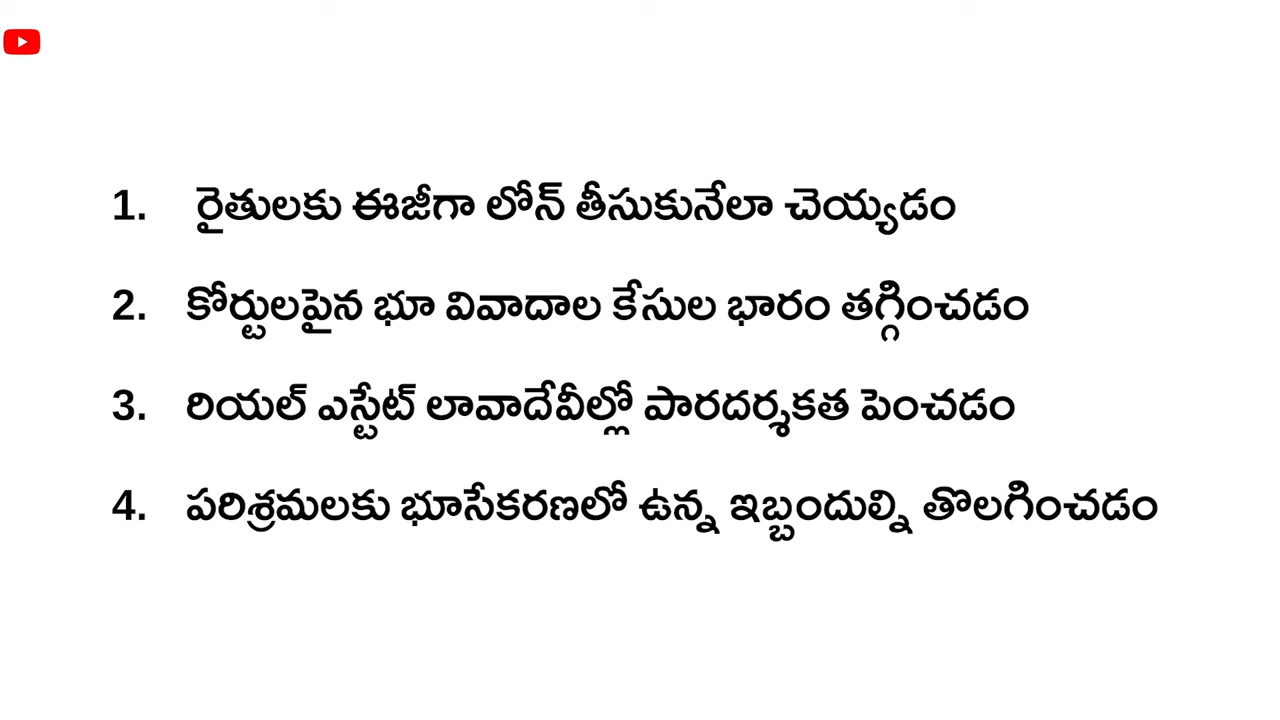 1. రైతులకు ఈజీగా లోన్ తీసుకునేలా చెయ్యడం
2. కోర్టులపైన భూ వివాదాల కేసుల భారం తగ్గించడం
3. రియల్ ఎస్టేట్ లావాదేవీల్లో పారదర్శకత పెంచడం
4. పరిశ్రమలకు భూసేకరణలో ఉన్న ఇబ్బందుల్ని తొలగించడం